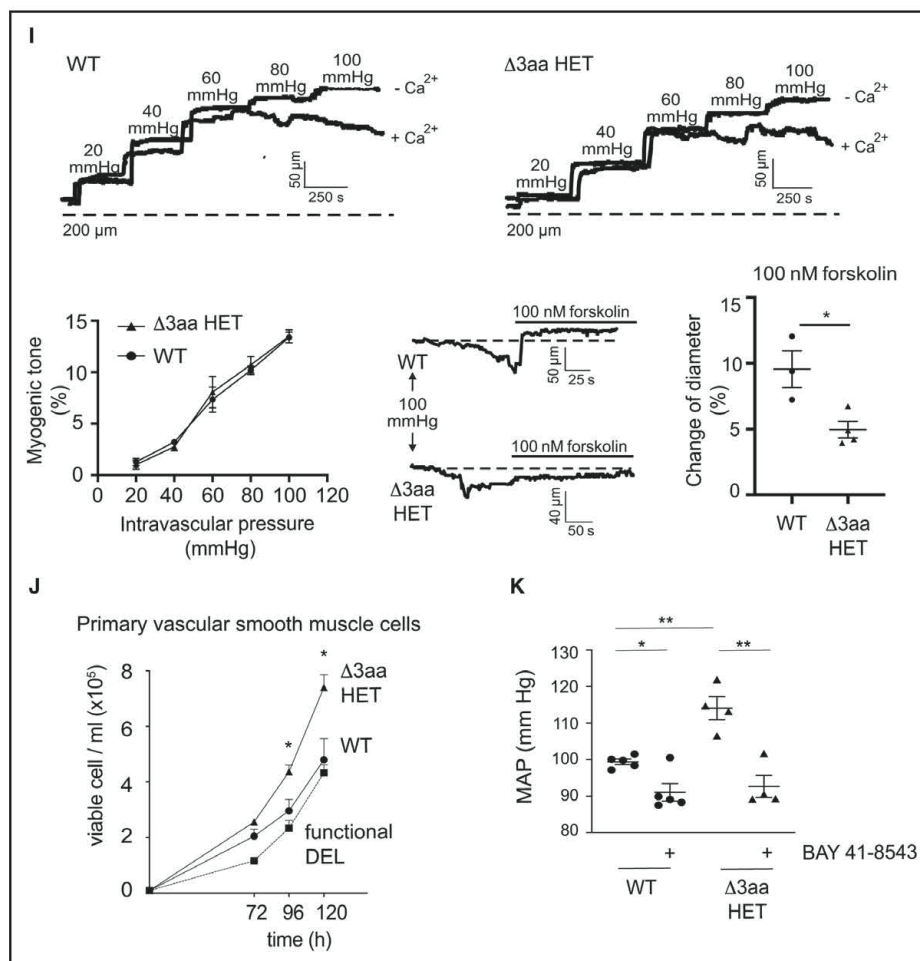 I
WT
20
mmHg
40
mmHg
60
mmHg
80
mmHg
100
mmHg
- Ca²⁺
+ Ca²⁺
50 µm
250 s
200 µm
Δ3aa HET
20
mmHg
40
mmHg
60
mmHg
80
mmHg
100
mmHg
- Ca²⁺
+ Ca²⁺
50 µm
250 s
200 µm
Δ3aa HET
WT
Myogenic tone
(%)
15
10
5
0
0 20 40 60 80 100 120
Intravascular pressure
(mmHg)
100 nM forskolin
WT
50 µm
25 s
100
mmHg
100 nM forskolin
Δ3aa
HET
40 µm
50 s
100 nM forskolin
*
Change of diameter
(%)
15
10
5
0
WT
Δ3aa
HET
J
Primary vascular smooth muscle cells
viable cell / ml (x10⁵)
8
6
4
2
0
*
*
Δ3aa
HET
WT
functional
DEL
72 96 120
time (h)
K
**
*
**
MAP (mm Hg)
130
120
110
100
90
80
+
+
BAY 41-8543
WT
Δ3aa
HET